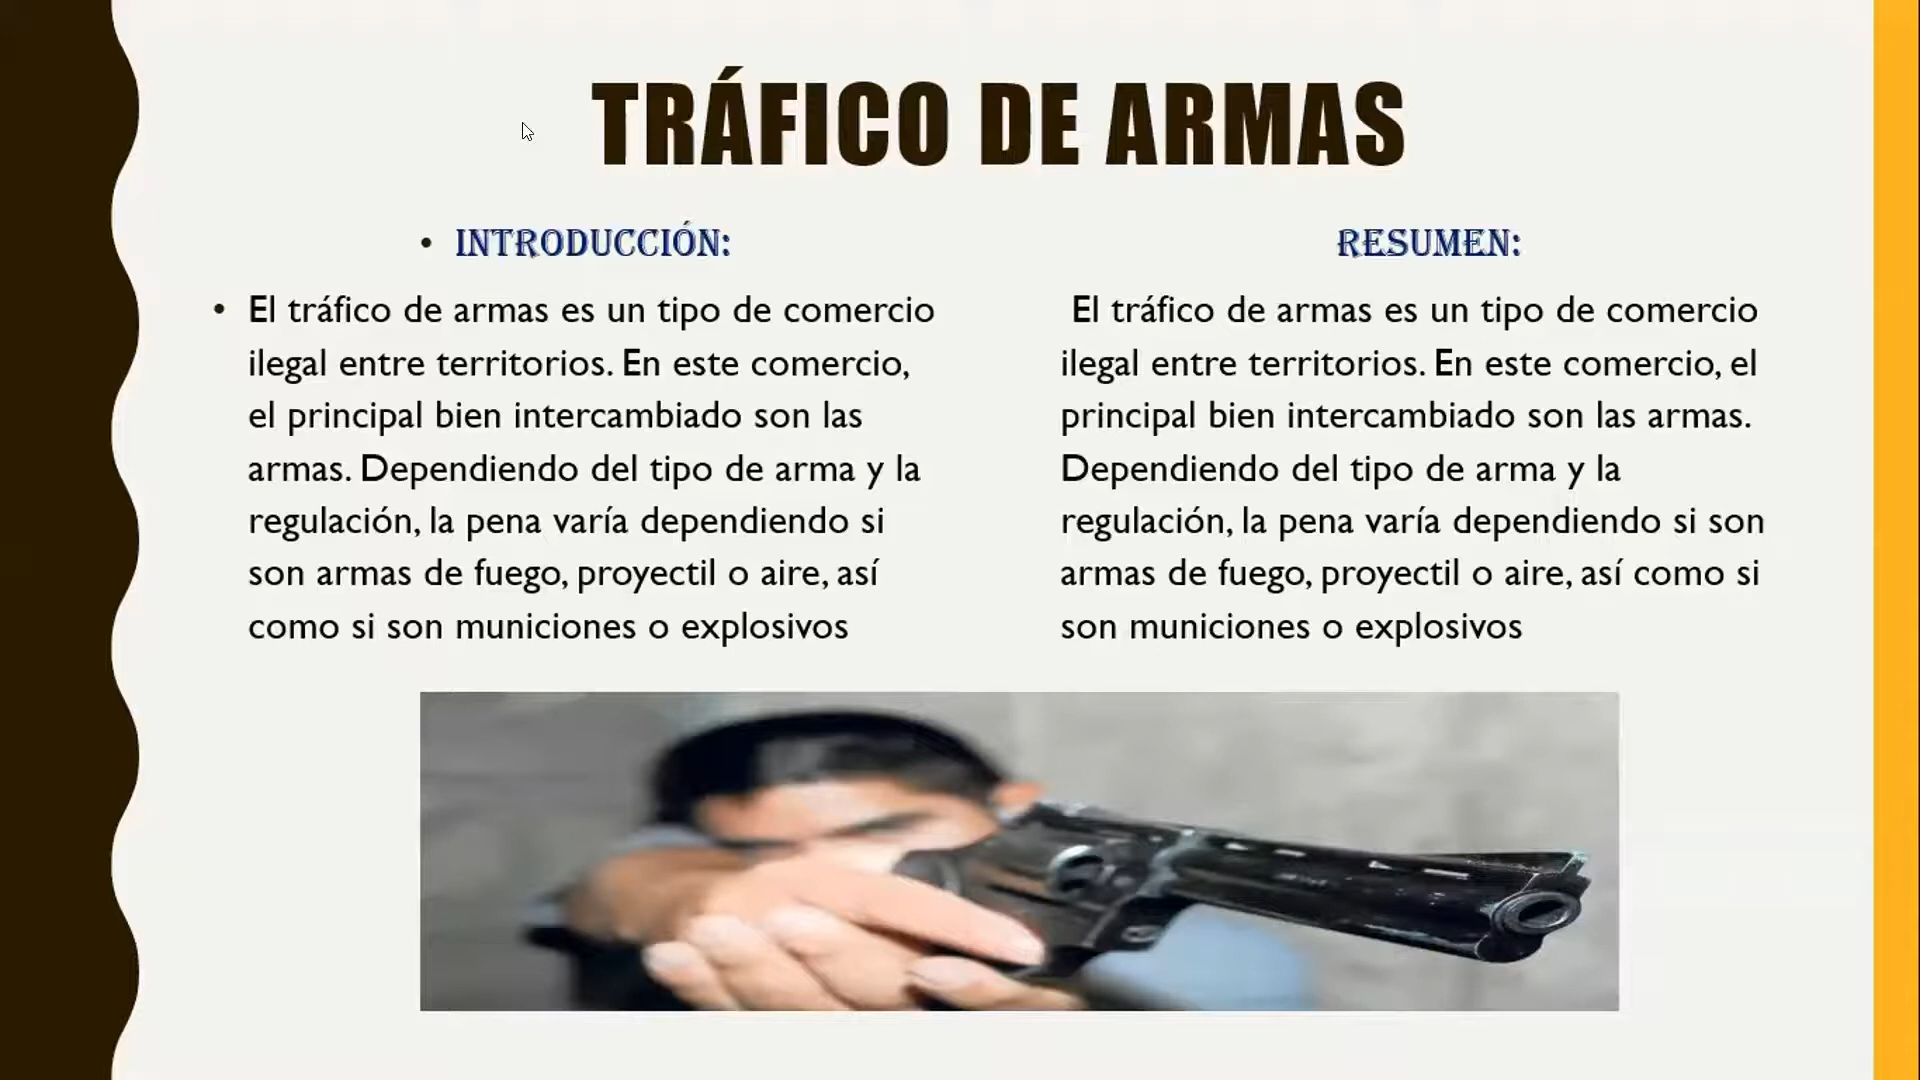 TRÁFICO DE ARMAS
• INTRODUCCIÓN:
• El tráfico de armas es un tipo de comercio
ilegal entre territorios. En este comercio,
el principal bien intercambiado son las
armas. Dependiendo del tipo de arma y la
regulación, la pena varía dependiendo si
son armas de fuego, proyectil o aire, así
como si son municiones o explosivos
RESUMEN:
El tráfico de armas es un tipo de comercio
ilegal entre territorios. En este comercio, el
principal bien intercambiado son las armas.
Dependiendo del tipo de arma y la
regulación, la pena varía dependiendo si son
armas de fuego, proyectil o aire, así como si
son municiones o explosivos